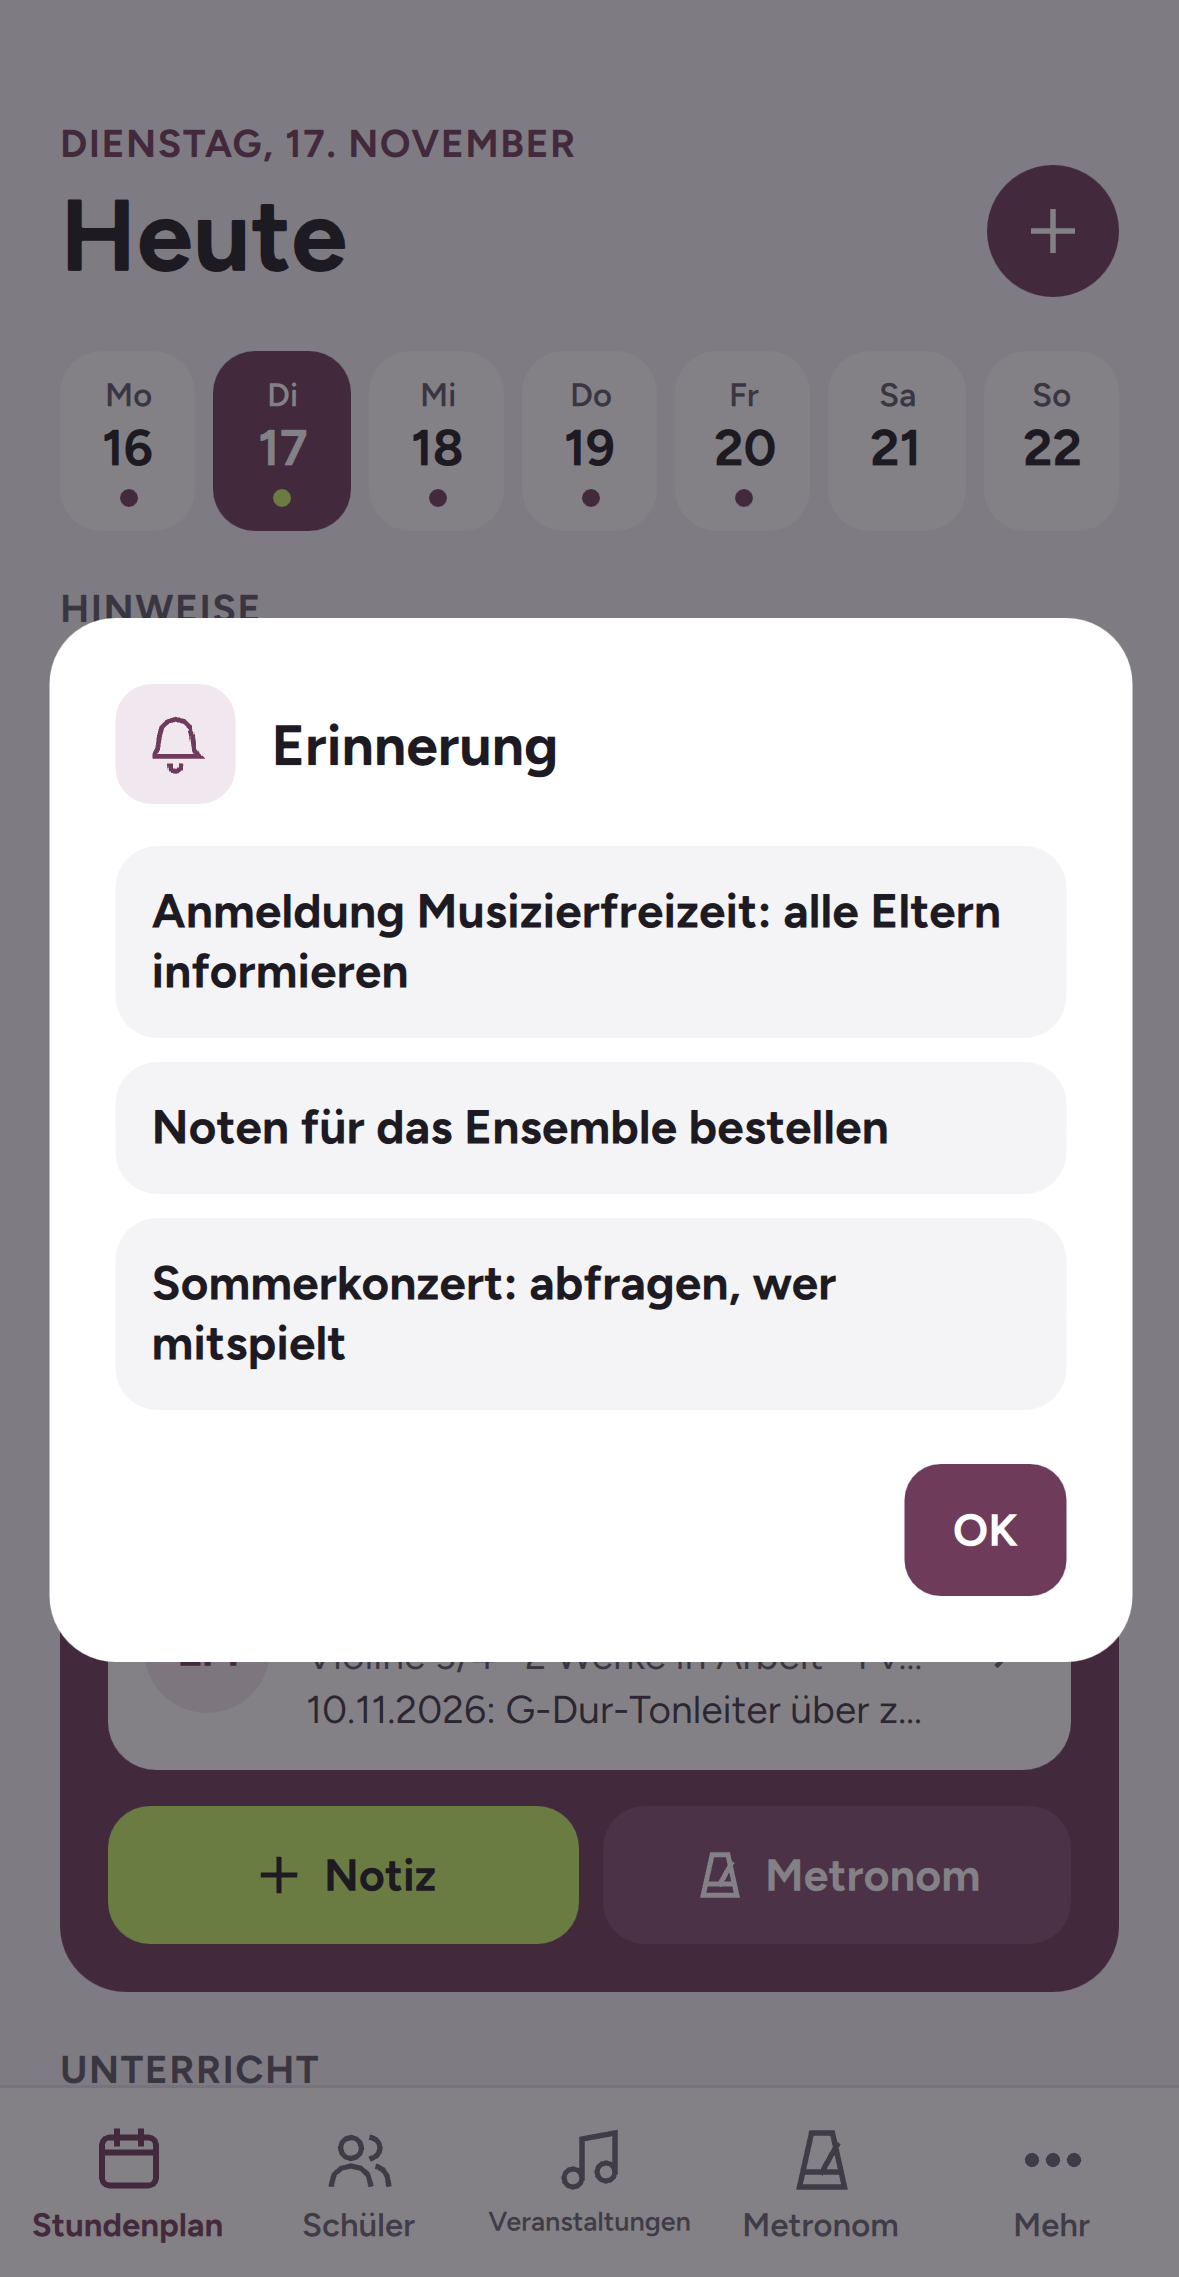 DIENSTAG, 17. NOVEMBER
Heute
Mo Di Mi Do Fr Sa So
16 17 18 19 20 21 22
HINWEISE
Erinnerung
Anmeldung Musizierfreizeit: alle Eltern
informieren
Noten für das Ensemble bestellen
Sommerkonzert: abfragen, wer
mitspielt
OK
10.11.2026: G-Dur-Tonleiter über z...
Notiz Metronom
UNTERRICHT
Stundenplan Schüler Veranstaltungen Metronom Mehr